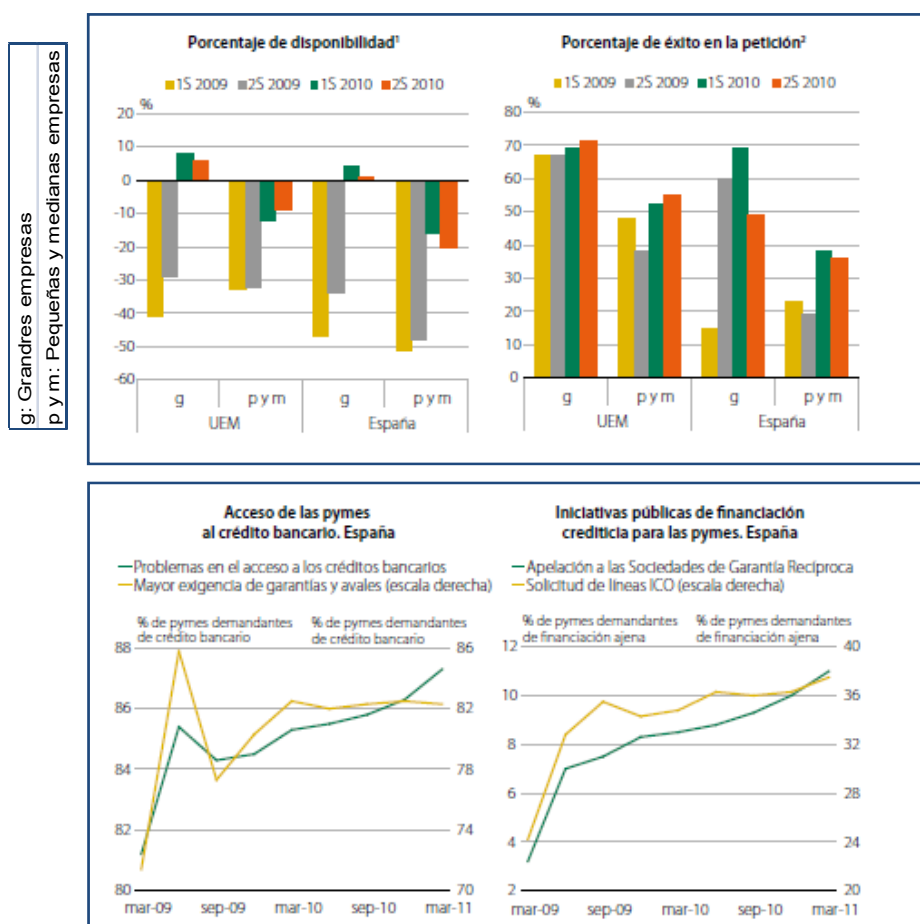 g: Grandres empresas
p y m: Pequeñas y medianas empresas
Porcentaje de disponibilidad¹
1S 2009 2S 2009 1S 2010 2S 2010
%
20
10
0
-10
-20
-30
-40
-50
-60
g p y m g p y m
UEM España
Porcentaje de éxito en la petición²
1S 2009 2S 2009 1S 2010 2S 2010
%
80
70
60
50
40
30
20
10
0
g p y m g p y m
UEM España
Acceso de las pymes
al crédito bancario. España
Problemas en el acceso a los créditos bancarios
Mayor exigencia de garantías y avales (escala derecha)
% de pymes demandantes
de crédito bancario
% de pymes demandantes
de crédito bancario
88 86
86 82
84 78
82 74
80 70
mar-09 sep-09 mar-10 sep-10 mar-11
Iniciativas públicas de financiación
crediticia para las pymes. España
Apelación a las Sociedades de Garantía Recíproca
Solicitud de líneas ICO (escala derecha)
% de pymes demandantes
de financiación ajena
% de pymes demandantes
de financiación ajena
12 40
10 36
8 32
6 28
4 24
2 20
mar-09 sep-09 mar-10 sep-10 mar-11